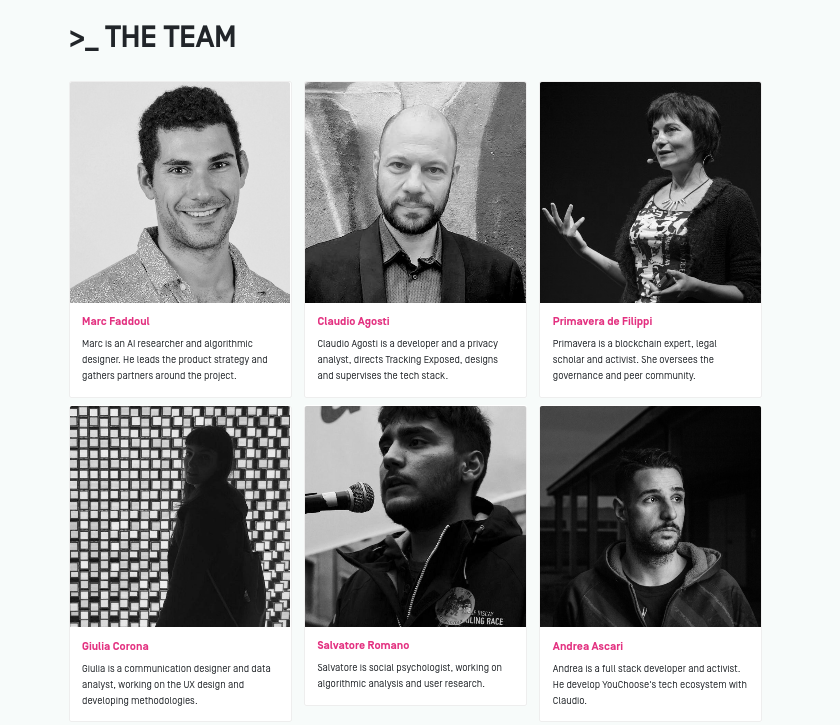 >_ THE TEAM
Marc Faddoul
Marc is an AI researcher and algorithmic
designer. He leads the product strategy and
gathers partners around the project.
Claudio Agosti
Claudio Agosti is a developer and a privacy
analyst, directs Tracking Exposed, designs
and supervises the tech stack.
Primavera de Filippi
Primavera is a blockchain expert, legal
scholar and activist. She oversees the
governance and peer community.
Giulia Corona
Giulia is a communication designer and data
analyst, working on the UX design and
developing methodologies.
RACE
Salvatore Romano
Salvatore is social psychologist, working on
algorithmic analysis and user research.
Andrea Ascari
Andrea is a full stack developer and activist.
He develop YouChoose's tech ecosystem with
Claudio.